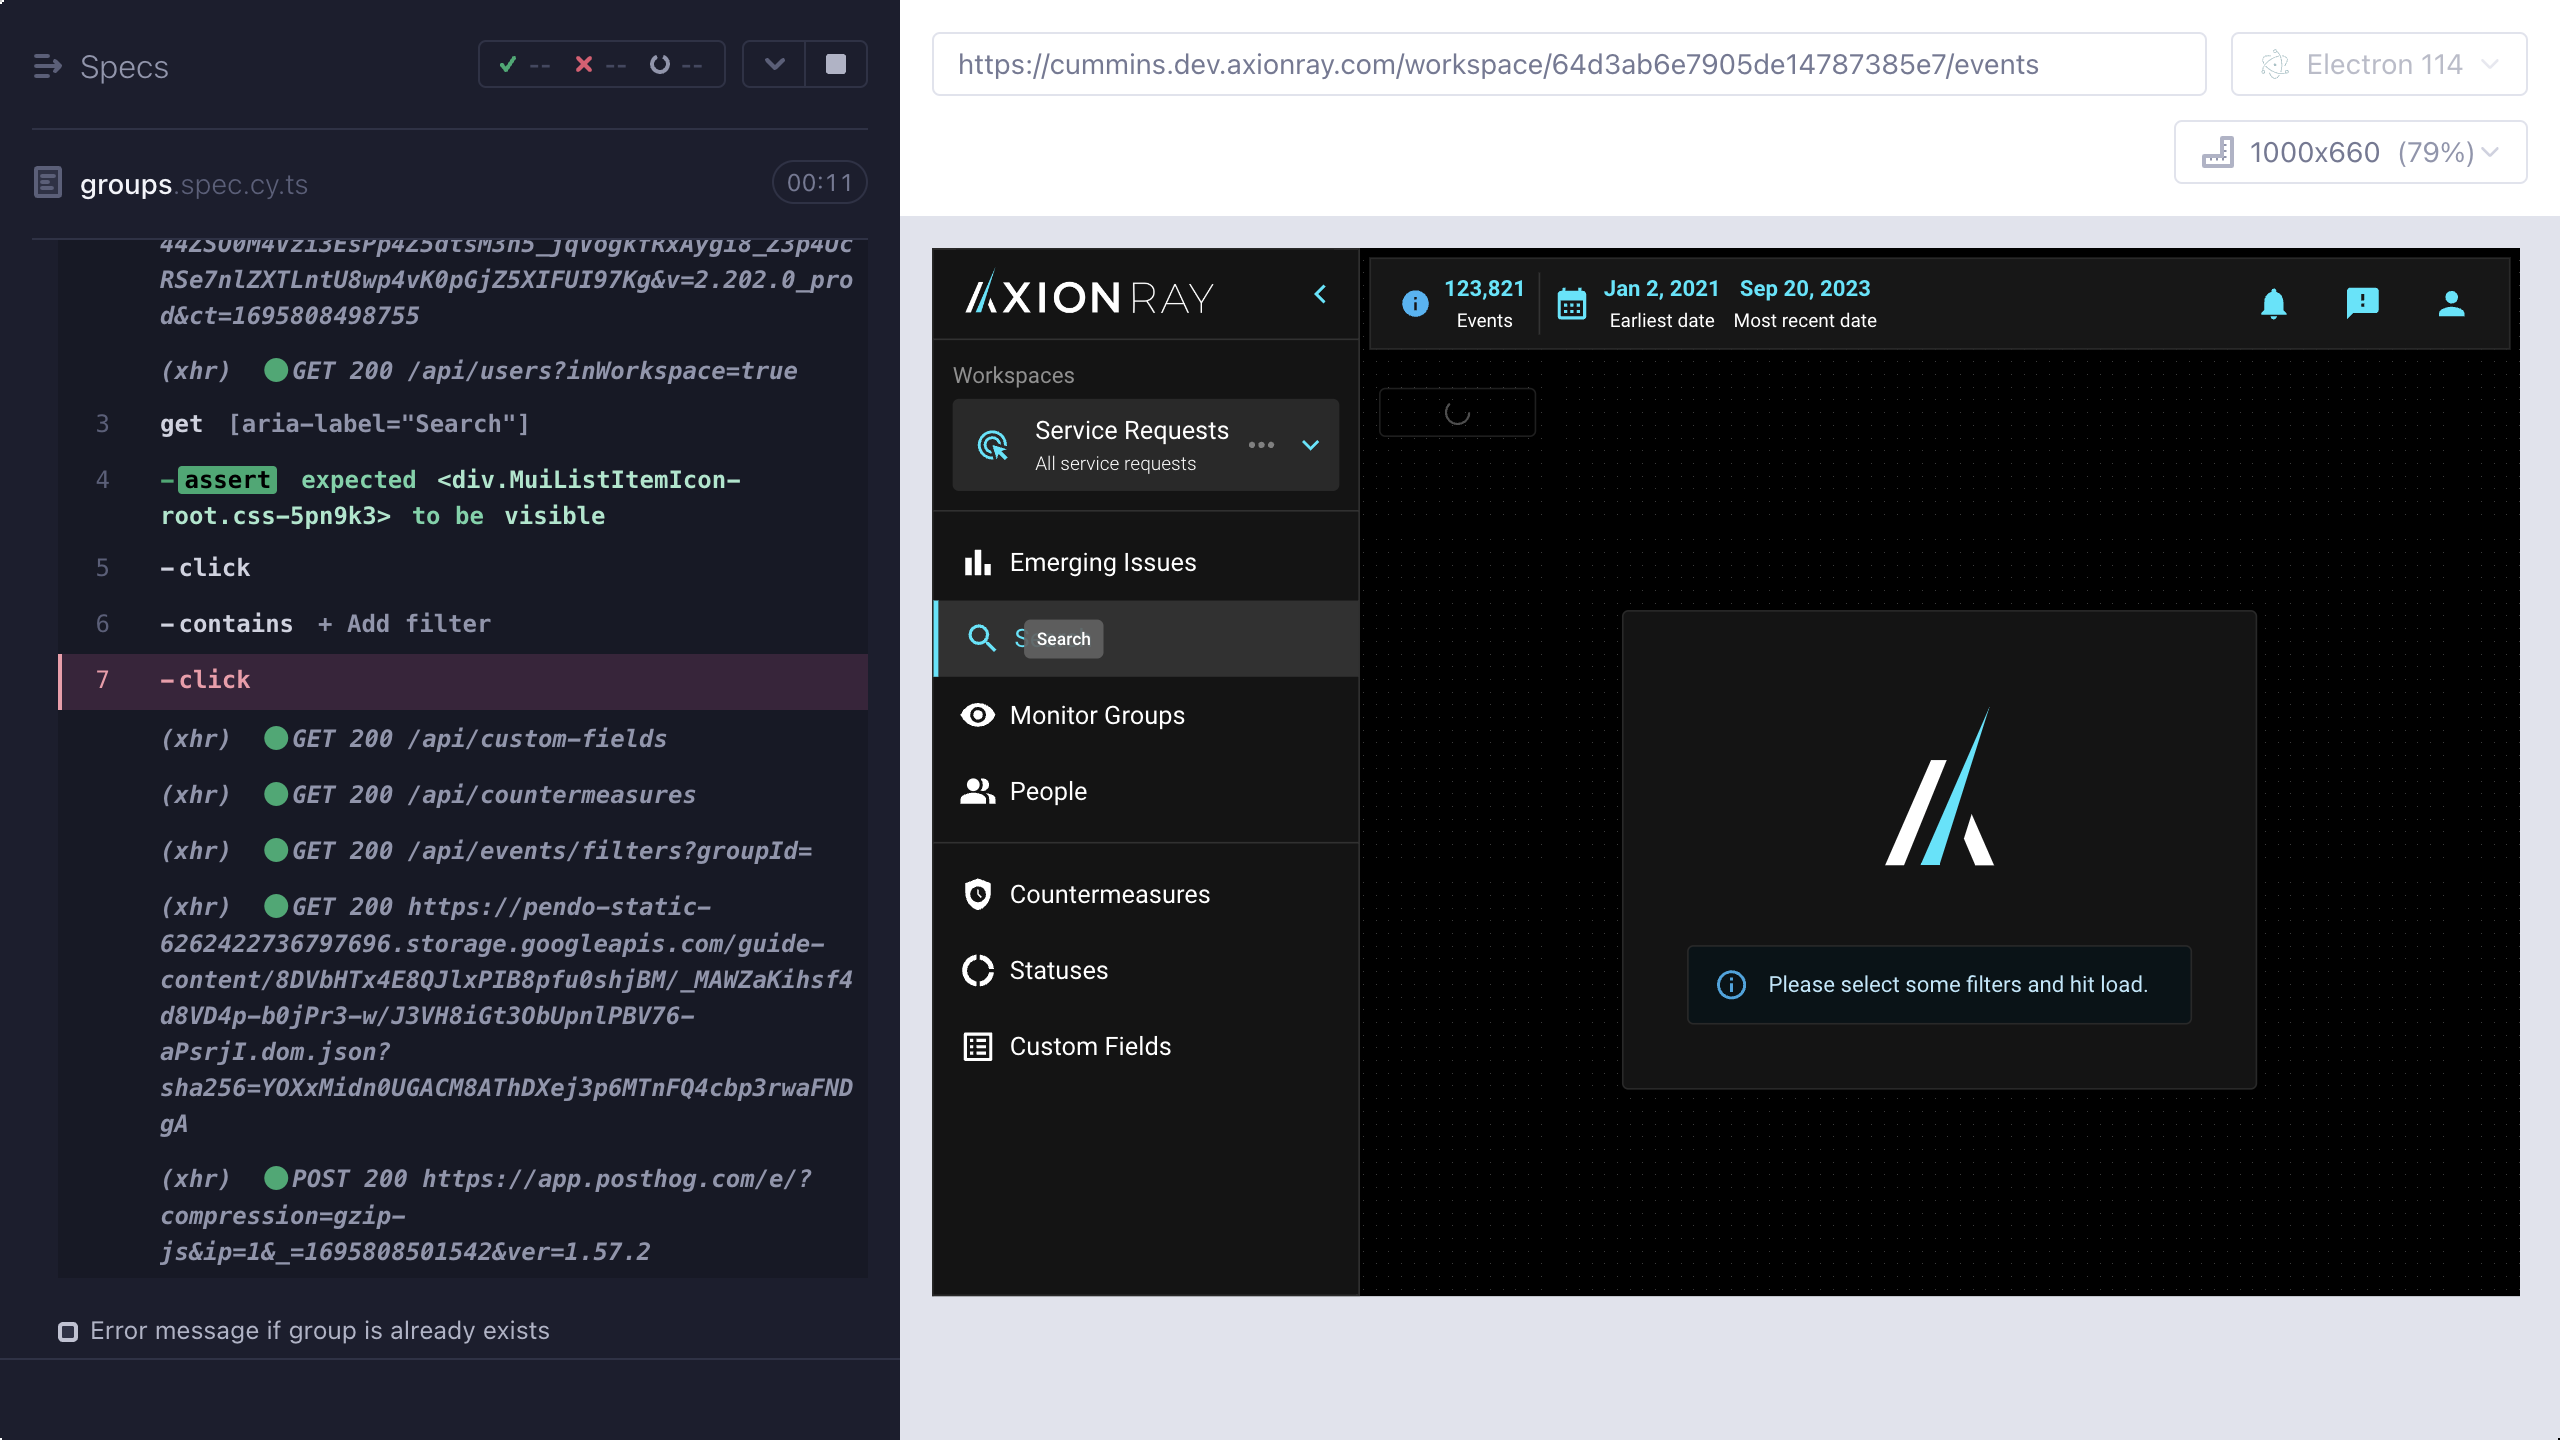 Specs
-- -- --
groups.spec.cy.ts
00:11
RSe7nlZXTLntU8wp4vK0pGjZ5XIFUI97Kg&v=2.202.0_pro
d&ct=1695808498755
(xhr) GET 200 /api/users?inWorkspace=true
3 get [aria-label="Search"]
4 -assert expected <div.MuiListItemIcon-
root.css-5pn9k3> to be visible
5 -click
6 -contains + Add filter
7 -click
(xhr) GET 200 /api/custom-fields
(xhr) GET 200 /api/countermeasures
(xhr) GET 200 /api/events/filters?groupId=
(xhr) GET 200 https://pendo-static-
6262422736797696.storage.googleapis.com/guide-
content/8DVbHTx4E8QJlxPIB8pfu0shjBM/_MAWZaKihsf4
d8VD4p-b0jPr3-w/J3VH8iGt3ObUpnlPBV76-
aPsrjI.dom.json?
sha256=YOXxMidn0UGACM8AThDXej3p6MTnFQ4cbp3rwaFND
gA
(xhr) POST 200 https://app.posthog.com/e/?
compression=gzip-
js&ip=1&_=1695808501542&ver=1.57.2
Error message if group is already exists
https://cummins.dev.axionray.com/workspace/64d3ab6e7905de14787385e7/events
Electron 114
1000x660 (79%)
AXION RAY
Workspaces
Service Requests
All service requests
Emerging Issues
Search
Monitor Groups
People
Countermeasures
Statuses
Custom Fields
123,821
Events
Jan 2, 2021
Earliest date
Sep 20, 2023
Most recent date
Please select some filters and hit load.